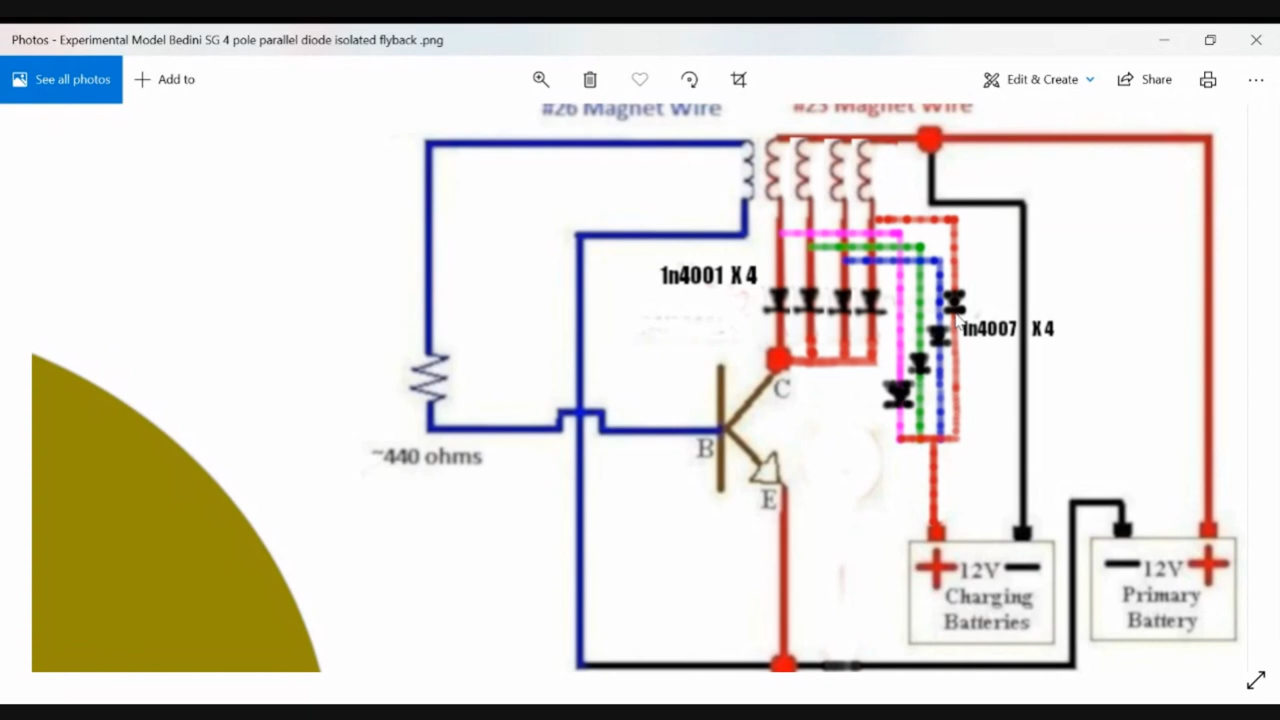 Photos - Experimental Model Bedini SG 4 pole parallel diode isolated flyback .png
See all photos
Add to
Edit & Create
Share
#26 Magnet Wire
#23 Magnet Wire
1n4001 X 4
in4007 X 4
C
B
E
~440 ohms
12V
Charging
Batteries
12V
Primary
Battery